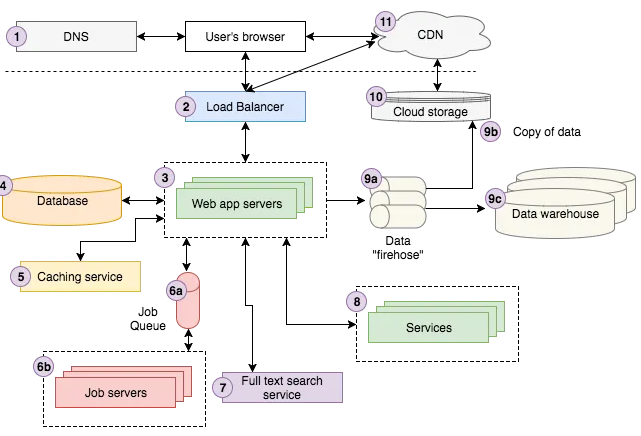 1
DNS
User's browser
11
CDN
2
Load Balancer
10
Cloud storage
9b
Copy of data
3
Web app servers
4
Database
9a
Data
"firehose"
9c
Data warehouse
5
Caching service
6a
Job
Queue
8
Services
6b
Job servers
7
Full text search
service